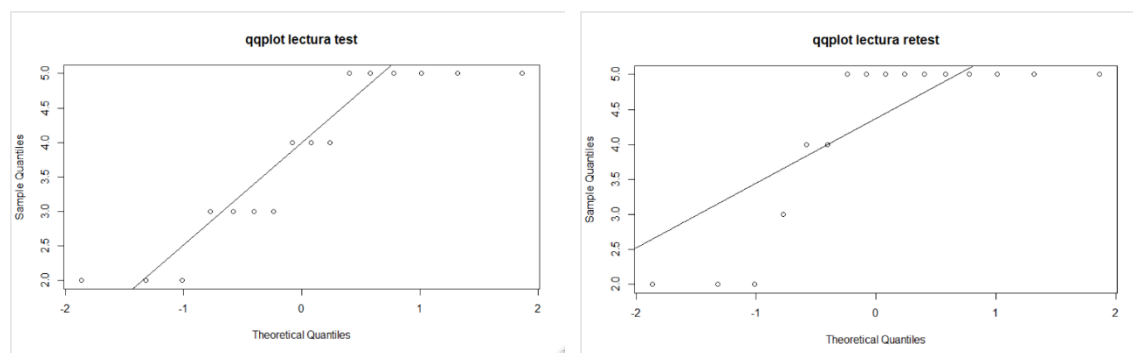 qqplot lectura test
Sample Quantiles
5.0
4.5
4.0
3.5
3.0
2.5
2.0
-2 -1 0 1 2
Theoretical Quantiles
qqplot lectura retest
Sample Quantiles
5.0
4.5
4.0
3.5
3.0
2.5
2.0
-2 -1 0 1 2
Theoretical Quantiles